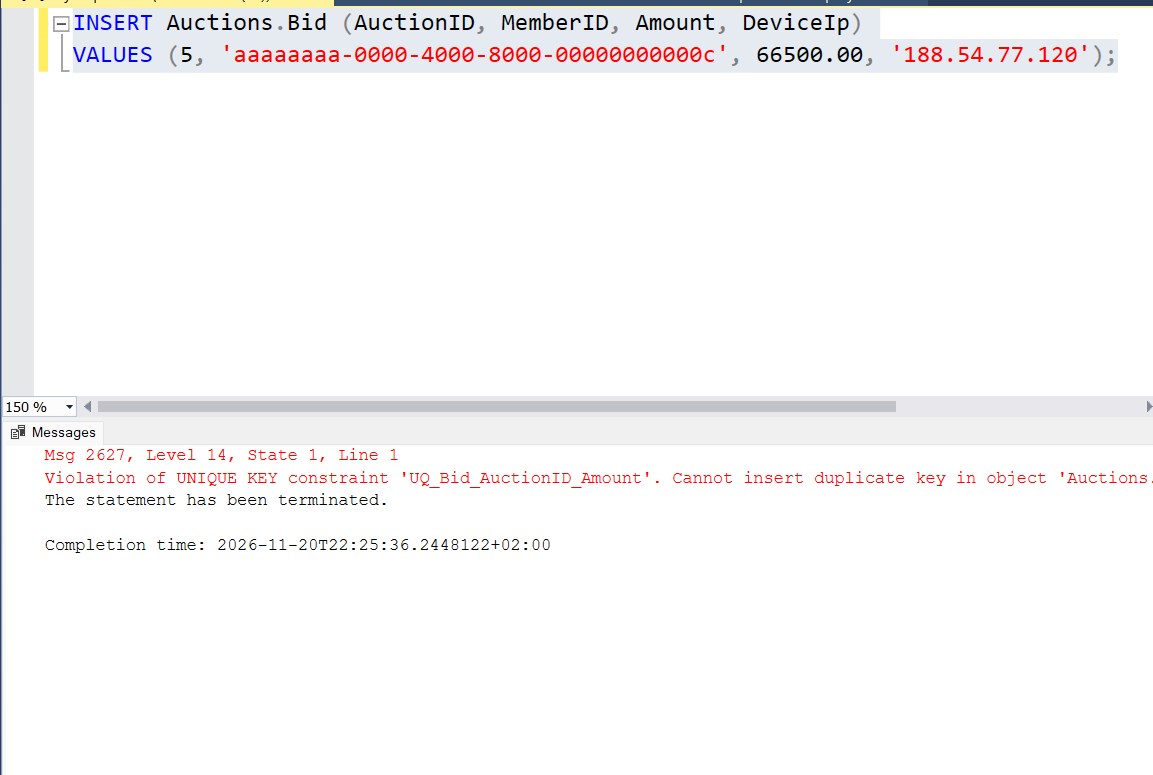 INSERT Auctions.Bid (AuctionID, MemberID, Amount, DeviceIp)
VALUES (5, 'aaaaaaaa-0000-4000-8000-00000000000c', 66500.00, '188.54.77.120');
150 %
Messages
Msg 2627, Level 14, State 1, Line 1
Violation of UNIQUE KEY constraint 'UQ_Bid_AuctionID_Amount'. Cannot insert duplicate key in object 'Auctions.
The statement has been terminated.
Completion time: 2026-11-20T22:25:36.2448122+02:00